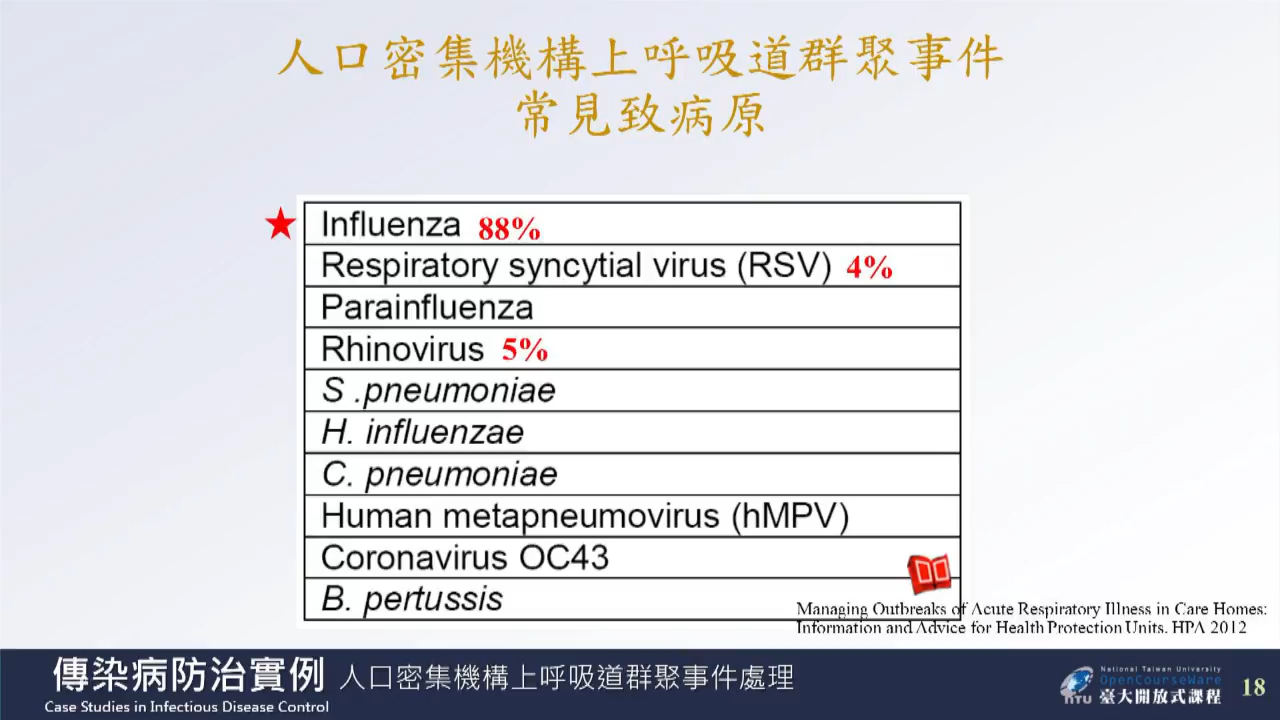 人口密集機構上呼吸道群聚事件
常見致病原
Influenza 88%
Respiratory syncytial virus (RSV) 4%
Parainfluenza
Rhinovirus 5%
S .pneumoniae
H. influenzae
C. pneumoniae
Human metapneumovirus (hMPV)
Coronavirus OC43
B. pertussis
Managing Outbreaks of Acute Respiratory Illness in Care Homes:
Information and Advice for Health Protection Units. HPA 2012
傳染病防治實例 人口密集機構上呼吸道群聚事件處理
Case Studies in Infectious Disease Control
National Taiwan University
OpenCourseWare
臺大開放式課程
NTU
18